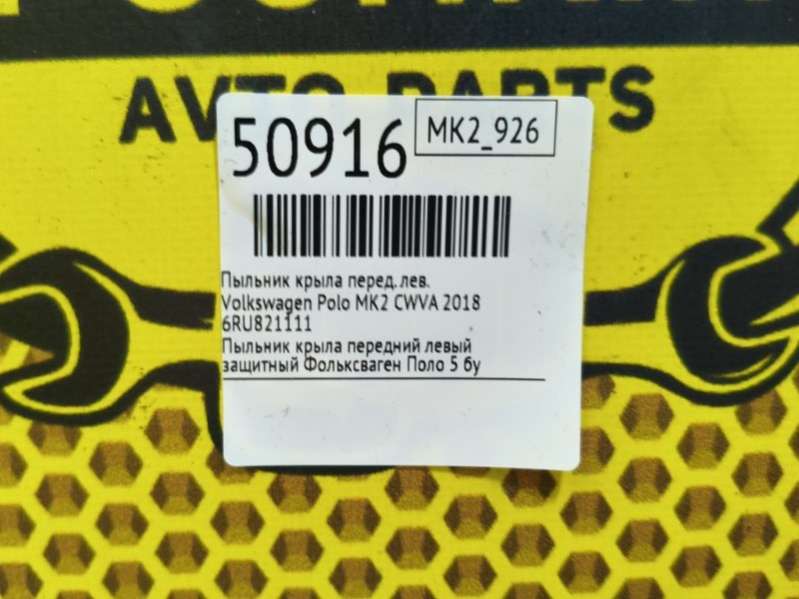 AVTO PARTS
50916
MK2_926
Пыльник крыла перед. лев.
Volkswagen Polo MK2 CWVA 2018
6RU821111
Пыльник крыла передний левый
защитный Фольксваген Поло 5 бу